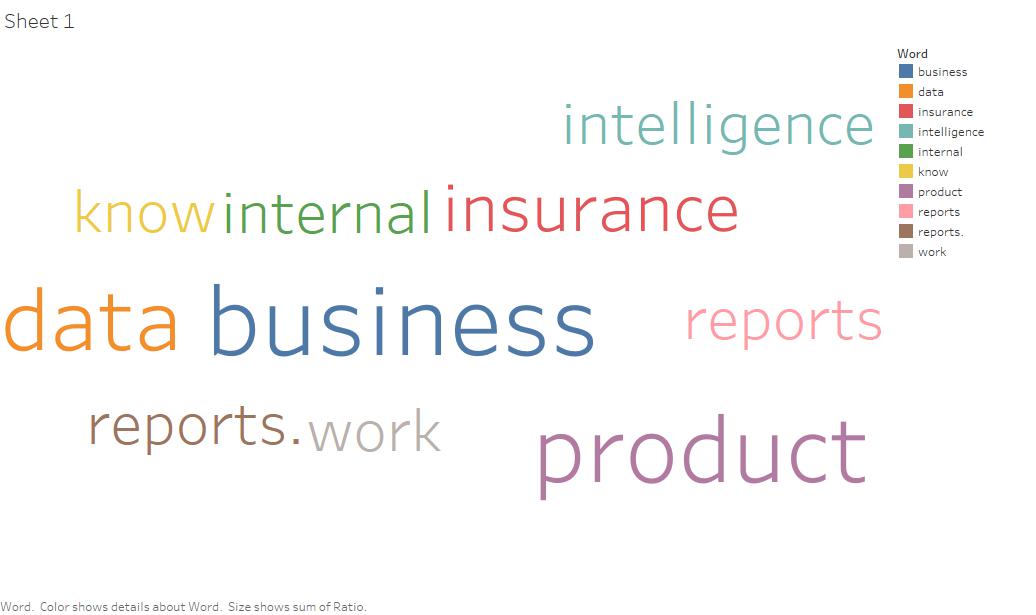 Sheet 1
intelligence
know internal insurance
data business reports
reports. work product
Word
business
data
insurance
intelligence
internal
know
product
reports
reports.
work
Word. Color shows details about Word. Size shows sum of Ratio.